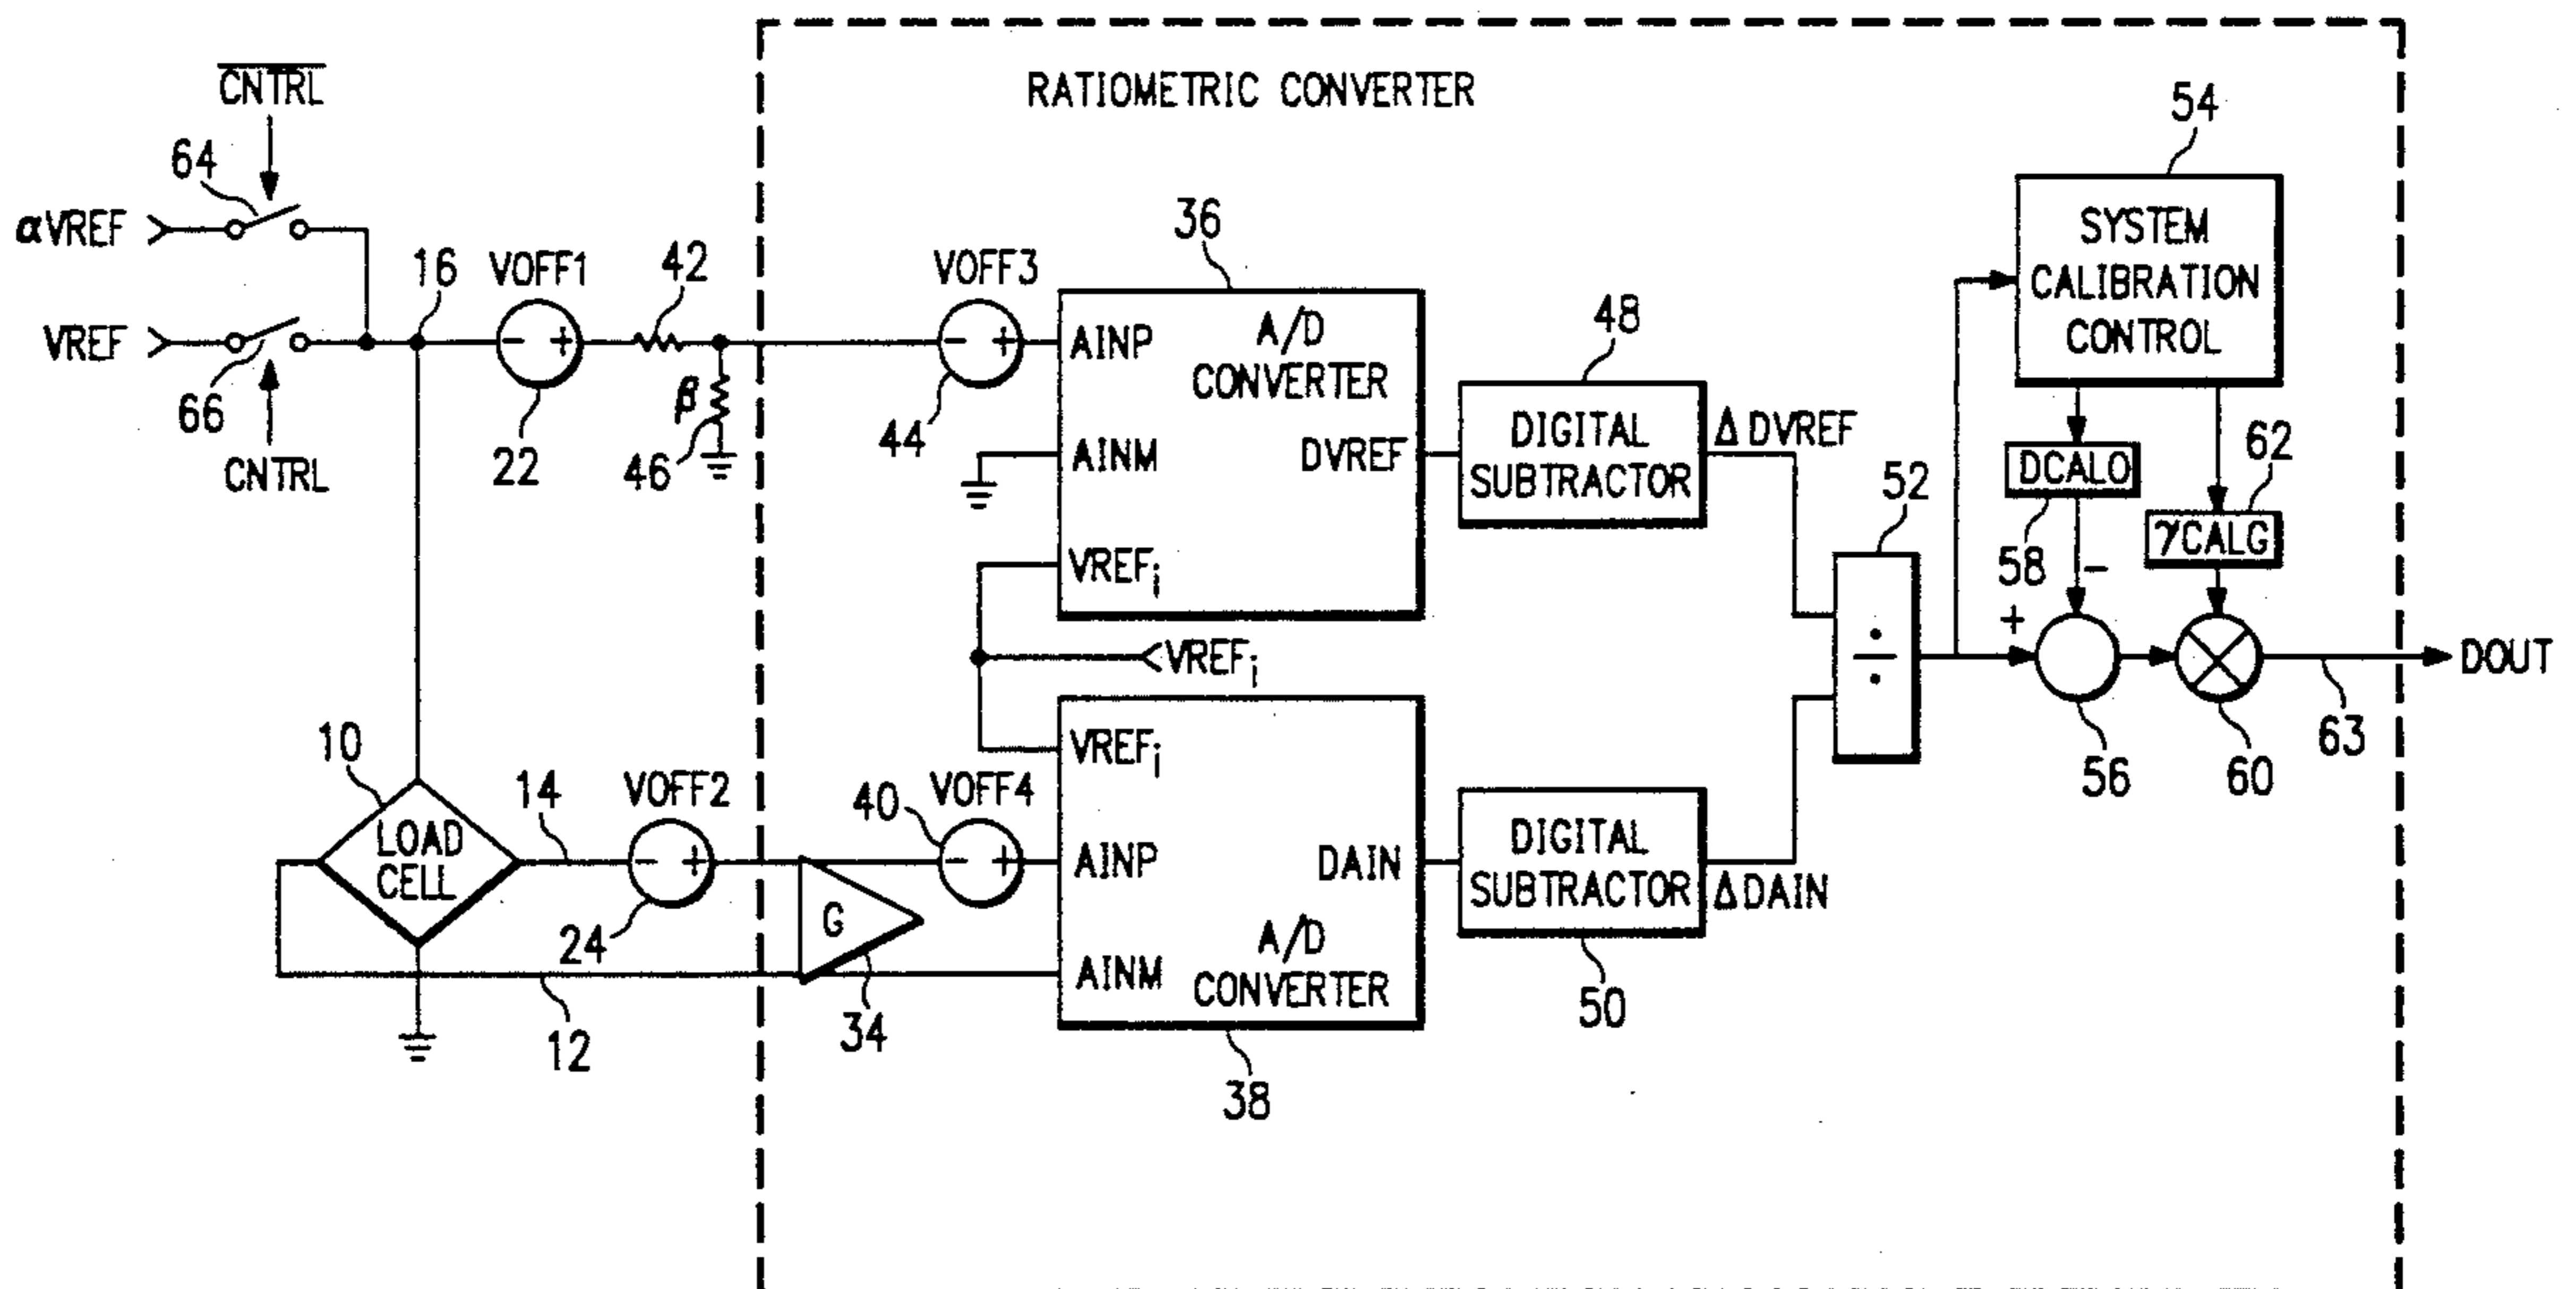 RATIOMETRIC CONVERTER
CNTRL
64
αVREF
VREF
66
CNTRL
16
VOFF1
22
42
β
46
VOFF3
44
36
A/D
CONVERTER
AINP
AINM
DVREF
VREFi
VREFi
48
DIGITAL
SUBTRACTOR
Δ DVREF
52
÷
54
SYSTEM
CALIBRATION
CONTROL
DCALO
58
62
γCALG
+
-
56
60
63
DOUT
10
LOAD
CELL
14
VOFF2
24
12
G
34
40
VOFF4
VREFi
AINP
AINM
DAIN
A/D
CONVERTER
38
DIGITAL
SUBTRACTOR
Δ DAIN
50